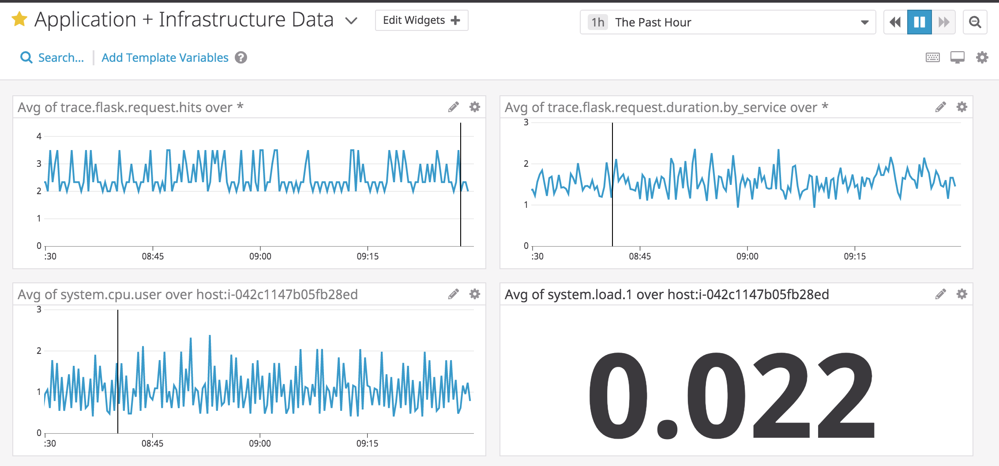 Application + Infrastructure Data
Edit Widgets +
1h The Past Hour
Search...
Add Template Variables ?
Avg of trace.flask.request.hits over *
4
3
2
1
0
:30 08:45 09:00 09:15
Avg of trace.flask.request.duration.by_service over *
3
2
1
0
:30 08:45 09:00 09:15
Avg of system.cpu.user over host:i-042c1147b05fb28ed
3
2
1
0
:30 08:45 09:00 09:15
Avg of system.load.1 over host:i-042c1147b05fb28ed
0.022